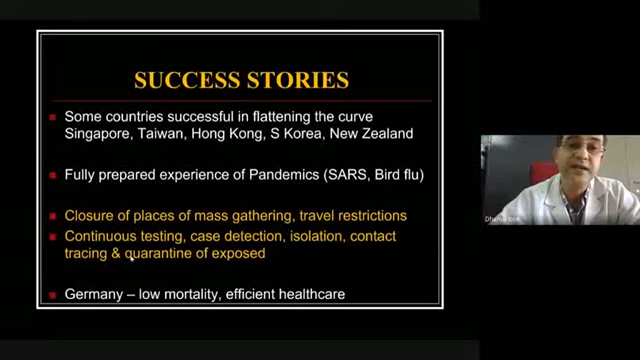 SUCCESS STORIES
Some countries successful in flattening the curve
Singapore, Taiwan, Hong Kong, S Korea, New Zealand
Fully prepared experience of Pandemics (SARS, Bird flu)
Closure of places of mass gathering, travel restrictions
Continuous testing, case detection, isolation, contact
tracing & quarantine of exposed
Germany – low mortality, efficient healthcare